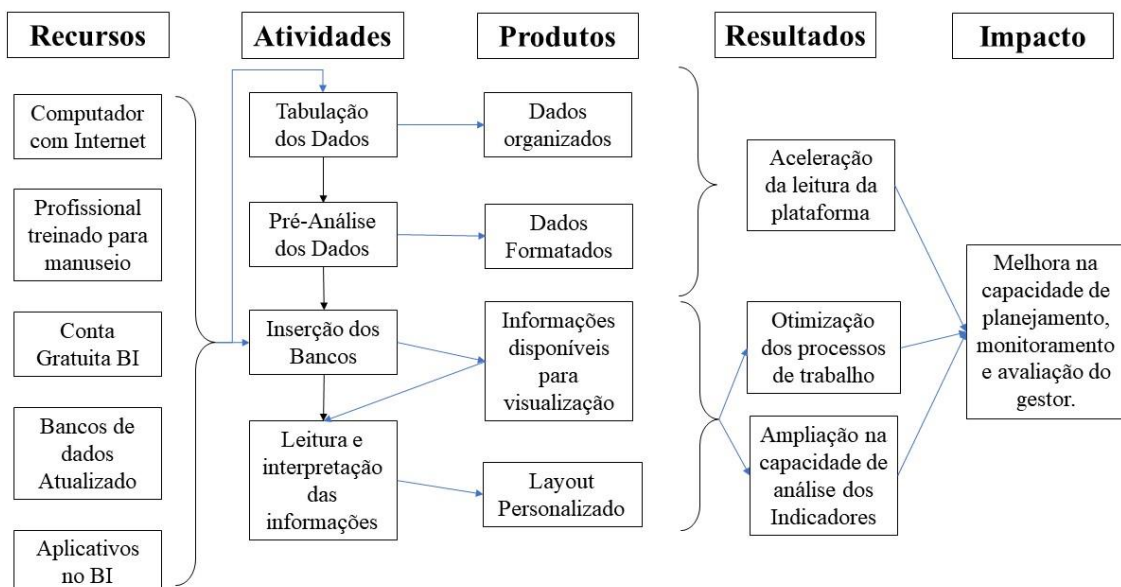 Recursos
Atividades
Produtos
Resultados
Impacto
Computador
com Internet
Profissional
treinado para
manuseio
Conta
Gratuita BI
Bancos de
dados
Atualizado
Aplicativos
no BI
Tabulação
dos Dados
Pré-Análise
dos Dados
Inserção dos
Bancos
Leitura e
interpretação
das
informações
Dados
organizados
Dados
Formatados
Informações
disponíveis
para
visualização
Layout
Personalizado
Aceleração
da leitura da
plataforma
Otimização
dos processos
de trabalho
Ampliação na
capacidade de
análise dos
Indicadores
Melhora na
capacidade de
planejamento,
monitoramento
e avaliação do
gestor.